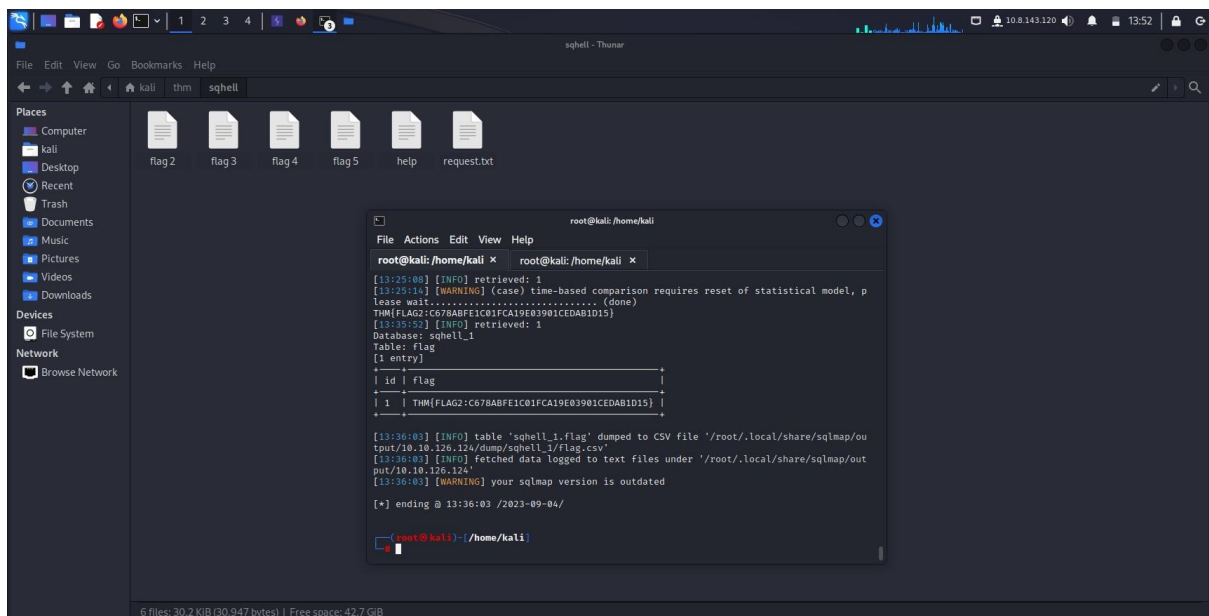 1 2 3 4
3
10.8.143.120
13:52
sqhell - Thunar
File Edit View Go Bookmarks Help
kali thm sqhell
Places
Computer
kali
Desktop
Recent
Trash
Documents
Music
Pictures
Videos
Downloads
Devices
File System
Network
Browse Network
flag 2 flag 3 flag 4 flag 5 help request.txt
root@kali: /home/kali
File Actions Edit View Help
root@kali: /home/kali × root@kali: /home/kali ×
[13:25:08] [INFO] retrieved: 1
[13:25:14] [WARNING] (case) time-based comparison requires reset of statistical model, p
lease wait.............................. (done)
THM{FLAG2:C678ABFE1C01FCA19E03901CEDAB1D15}
[13:35:52] [INFO] retrieved: 1
Database: sqhell_1
Table: flag
[1 entry]
+----+---------------------------------------------+
| id | flag |
+----+---------------------------------------------+
| 1 | THM{FLAG2:C678ABFE1C01FCA19E03901CEDAB1D15} |
+----+---------------------------------------------+
[13:36:03] [INFO] table 'sqhell_1.flag' dumped to CSV file '/root/.local/share/sqlmap/ou
tput/10.10.126.124/dump/sqhell_1/flag.csv'
[13:36:03] [INFO] fetched data logged to text files under '/root/.local/share/sqlmap/out
put/10.10.126.124'
[13:36:03] [WARNING] your sqlmap version is outdated
[*] ending @ 13:36:03 /2023-09-04/
┌──(root㉿kali)-[/home/kali]
└─#
6 files: 30.2 KiB (30,947 bytes) | Free space: 42.7 GiB